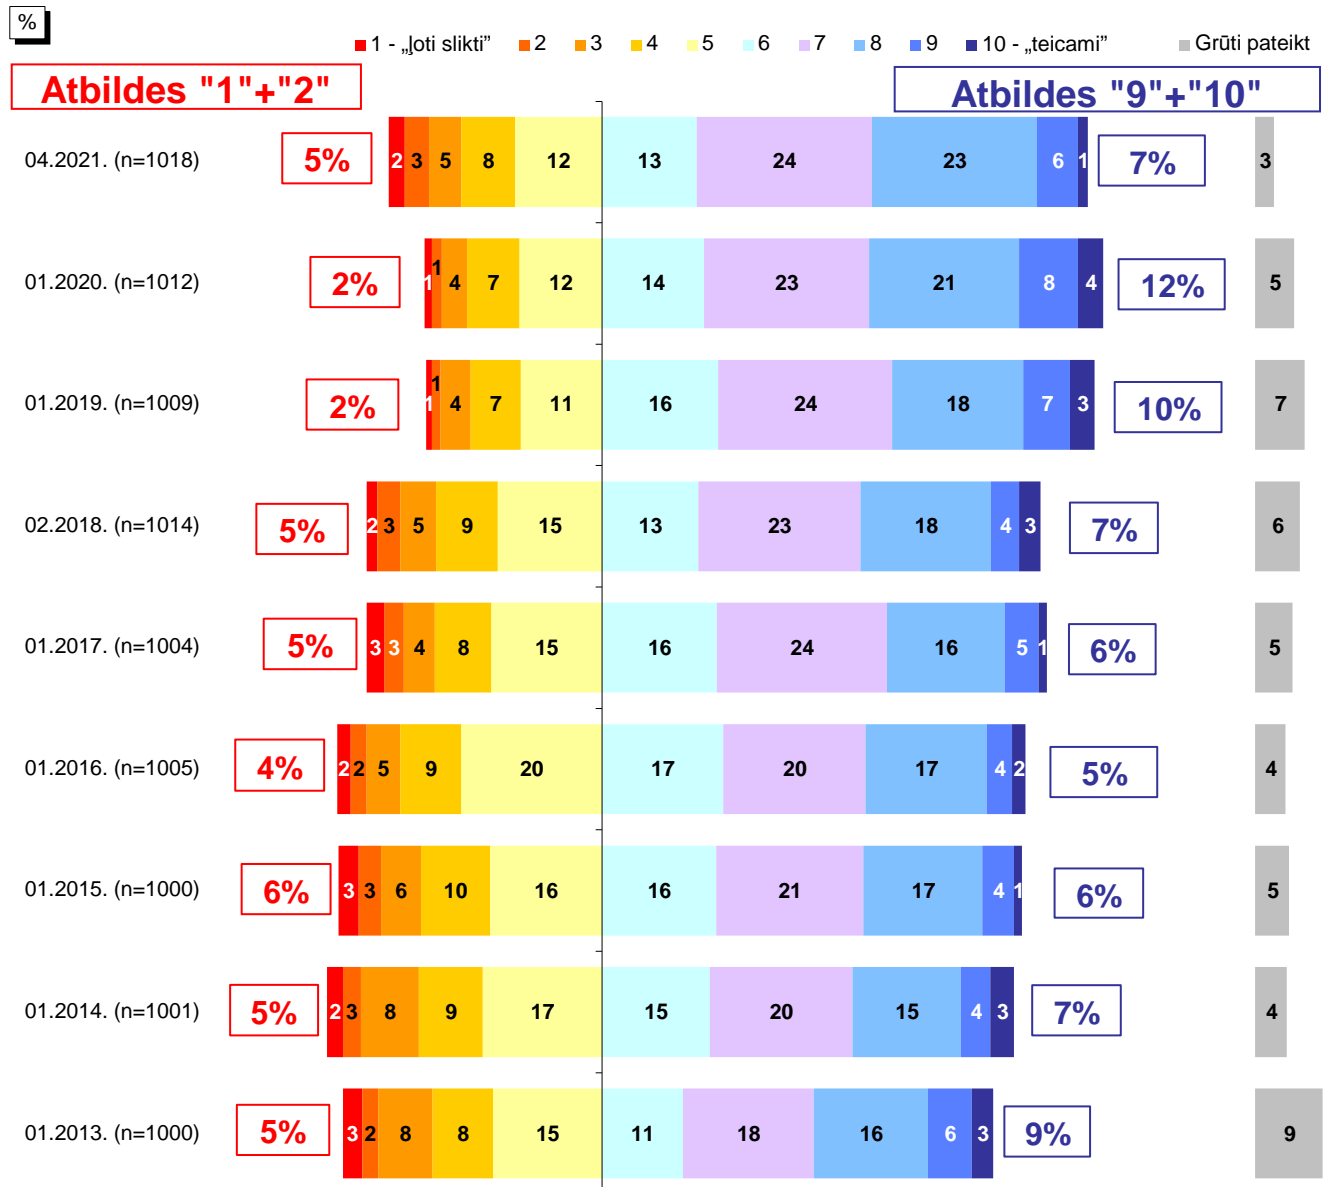 %
1 - „ļoti slikti” 2 3 4 5 6 7 8 9 10 - „teicami” Grūti pateikt
Atbildes "1"+"2" Atbildes "9"+"10"
04.2021. (n=1018) 5% 2 3 5 8 12 13 24 23 6 1 7% 3
01.2020. (n=1012) 2% 1 1 4 7 12 14 23 21 8 4 12% 5
01.2019. (n=1009) 2% 1 1 4 7 11 16 24 18 7 3 10% 7
02.2018. (n=1014) 5% 2 3 5 9 15 13 23 18 4 3 7% 6
01.2017. (n=1004) 5% 3 3 4 8 15 16 24 16 5 1 6% 5
01.2016. (n=1005) 4% 2 2 5 9 20 17 20 17 4 2 5% 4
01.2015. (n=1000) 6% 3 3 6 10 16 16 21 17 4 1 6% 5
01.2014. (n=1001) 5% 2 3 8 9 17 15 20 15 4 3 7% 4
01.2013. (n=1000) 5% 3 2 8 8 15 11 18 16 6 3 9% 9